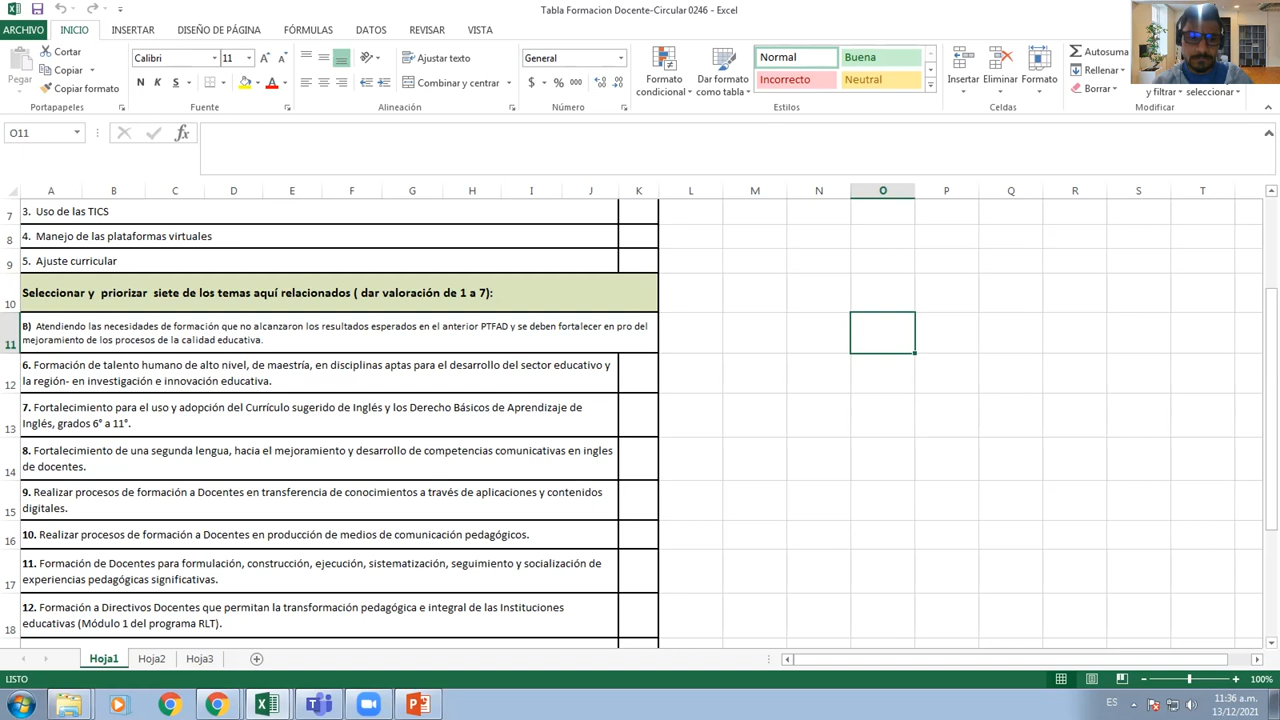 Tabla Formacion Docente-Circular 0246 - Excel
ARCHIVO INICIO INSERTAR DISEÑO DE PÁGINA FÓRMULAS DATOS REVISAR VISTA
Pegar
Cortar
Copiar
Copiar formato
Portapapeles
Calibri 11
N K S
Fuente
Ajustar texto
Combinar y centrar
Alineación
General
$ % 000
Número
Formato condicional
Dar formato como tabla
Normal Buena
Incorrecto Neutral
Estilos
Insertar Eliminar Formato
Celdas
Autosuma
Rellenar
Borrar
y filtrar seleccionar
Modificar
O11
fx
A B C D E F G H I J K L M N O P Q R S T
7 3. Uso de las TICS
8 4. Manejo de las plataformas virtuales
9 5. Ajuste curricular
10 Seleccionar y priorizar siete de los temas aquí relacionados ( dar valoración de 1 a 7):
B) Atendiendo las necesidades de formación que no alcanzaron los resultados esperados en el anterior PTFAD y se deben fortalecer en pro del
11 mejoramiento de los procesos de la calidad educativa.
6. Formación de talento humano de alto nivel, de maestría, en disciplinas aptas para el desarrollo del sector educativo y
12 la región- en investigación e innovación educativa.
7. Fortalecimiento para el uso y adopción del Currículo sugerido de Inglés y los Derecho Básicos de Aprendizaje de
13 Inglés, grados 6° a 11°.
8. Fortalecimiento de una segunda lengua, hacia el mejoramiento y desarrollo de competencias comunicativas en ingles
14 de docentes.
9. Realizar procesos de formación a Docentes en transferencia de conocimientos a través de aplicaciones y contenidos
15 digitales.
16 10. Realizar procesos de formación a Docentes en producción de medios de comunicación pedagógicos.
11. Formación de Docentes para formulación, construcción, ejecución, sistematización, seguimiento y socialización de
17 experiencias pedagógicas significativas.
12. Formación a Directivos Docentes que permitan la transformación pedagógica e integral de las Instituciones
18 educativas (Módulo 1 del programa RLT).
Hoja1 Hoja2 Hoja3
LISTO 100%
ES 11:36 a.m.
13/12/2021